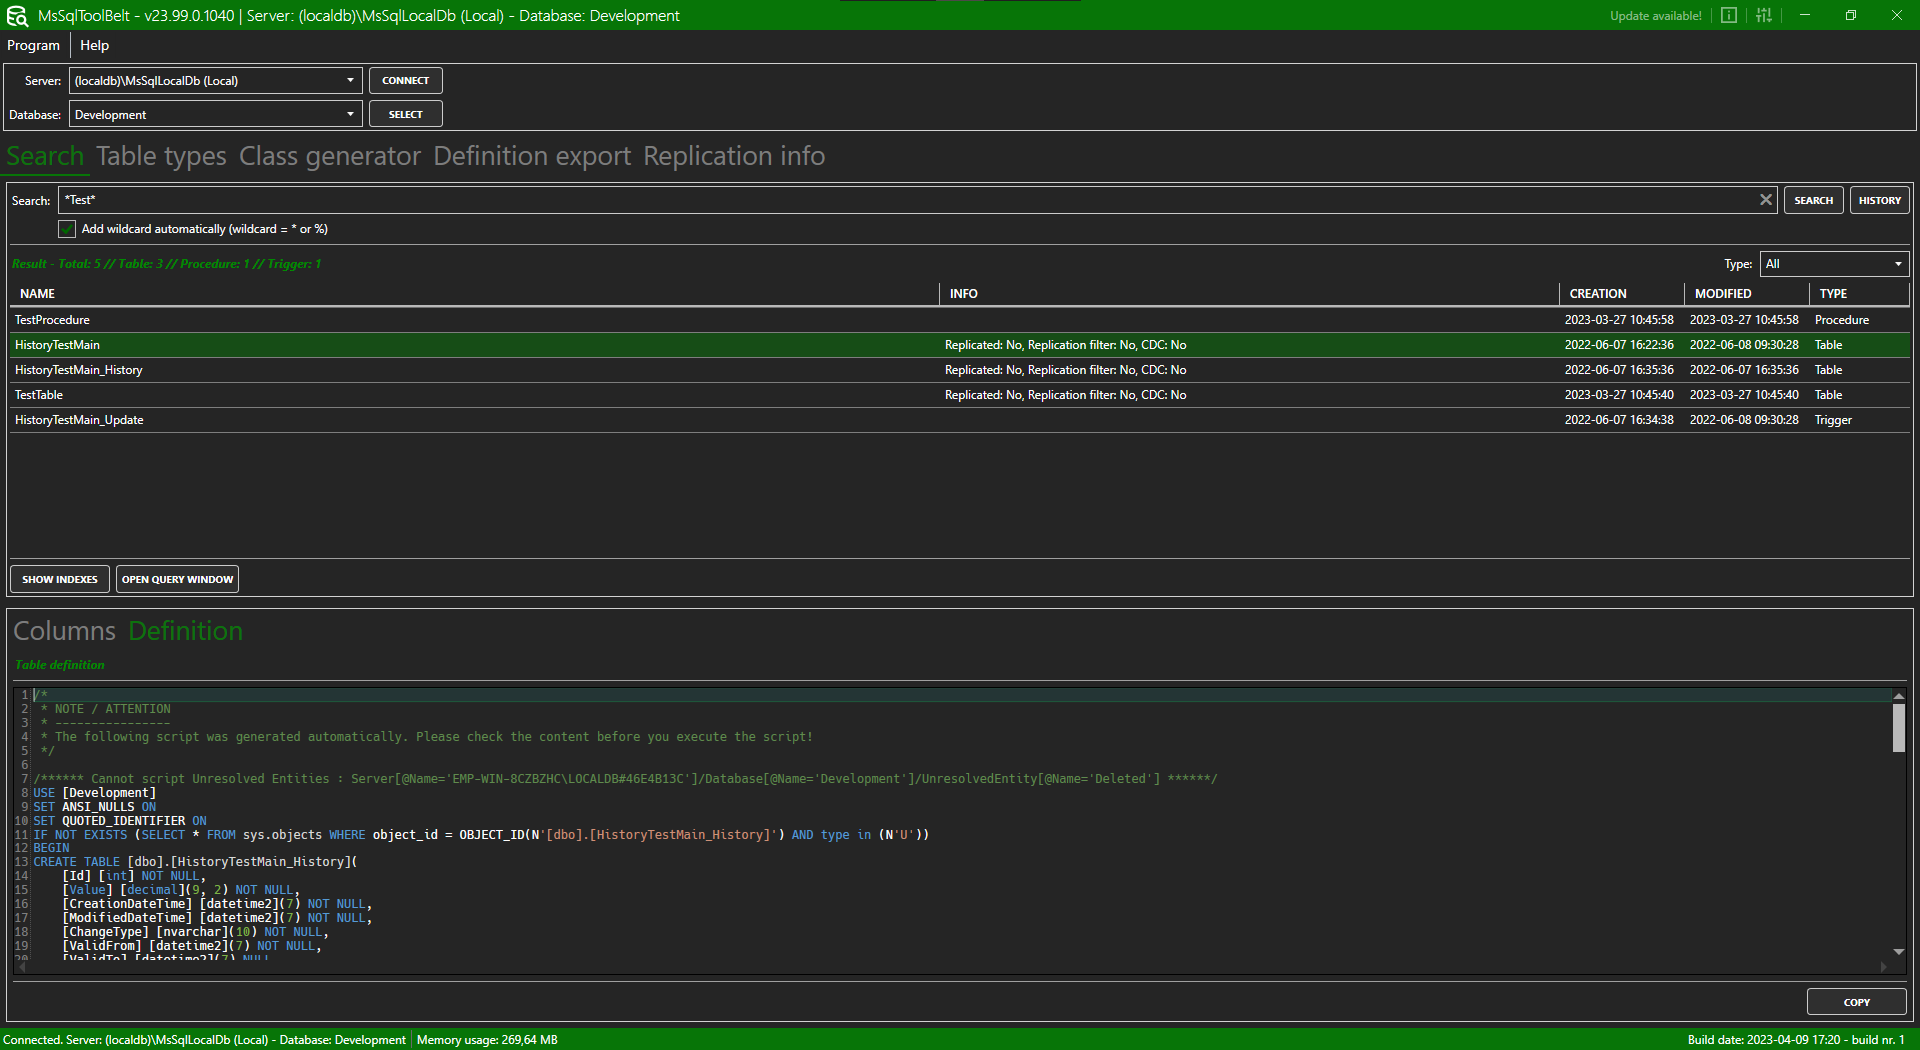 MsSqlToolBelt - v23.99.0.1040 | Server: (localdb)\MsSqlLocalDb (Local) - Database: Development
Update available!
Program
Help
Server: (localdb)\MsSqlLocalDb (Local) CONNECT
Database: Development SELECT
Search Table types Class generator Definition export Replication info
Search: *Test* SEARCH HISTORY
Add wildcard automatically (wildcard = * or %)
Result - Total: 5 // Table: 3 // Procedure: 1 // Trigger: 1
Type: All
NAME INFO CREATION MODIFIED TYPE
TestProcedure 2023-03-27 10:45:58 2023-03-27 10:45:58 Procedure
HistoryTestMain Replicated: No, Replication filter: No, CDC: No 2022-06-07 16:22:36 2022-06-08 09:30:28 Table
HistoryTestMain_History Replicated: No, Replication filter: No, CDC: No 2022-06-07 16:35:36 2022-06-07 16:35:36 Table
TestTable Replicated: No, Replication filter: No, CDC: No 2023-03-27 10:45:40 2023-03-27 10:45:40 Table
HistoryTestMain_Update 2022-06-07 16:34:38 2022-06-08 09:30:28 Trigger
SHOW INDEXES OPEN QUERY WINDOW
Columns Definition
Table definition
1 /*
2  * NOTE / ATTENTION
3  * ----------------
4  * The following script was generated automatically. Please check the content before you execute the script!
5  */
6
7 /****** Cannot script Unresolved Entities : Server[@Name='EMP-WIN-8CZBZHC\LOCALDB#46E4B13C']/Database[@Name='Development']/UnresolvedEntity[@Name='Deleted'] ******/
8 USE [Development]
9 SET ANSI_NULLS ON
10 SET QUOTED_IDENTIFIER ON
11 IF NOT EXISTS (SELECT * FROM sys.objects WHERE object_id = OBJECT_ID(N'[dbo].[HistoryTestMain_History]') AND type in (N'U'))
12 BEGIN
13 CREATE TABLE [dbo].[HistoryTestMain_History](
14     [Id] [int] NOT NULL,
15     [Value] [decimal](9, 2) NOT NULL,
16     [CreationDateTime] [datetime2](7) NOT NULL,
17     [ModifiedDateTime] [datetime2](7) NOT NULL,
18     [ChangeType] [nvarchar](10) NOT NULL,
19     [ValidFrom] [datetime2](7) NOT NULL,
20     [ValidTo] [datetime2](7) NULL
COPY
Connected. Server: (localdb)\MsSqlLocalDb (Local) - Database: Development Memory usage: 269,64 MB Build date: 2023-04-09 17:20 - build nr. 1